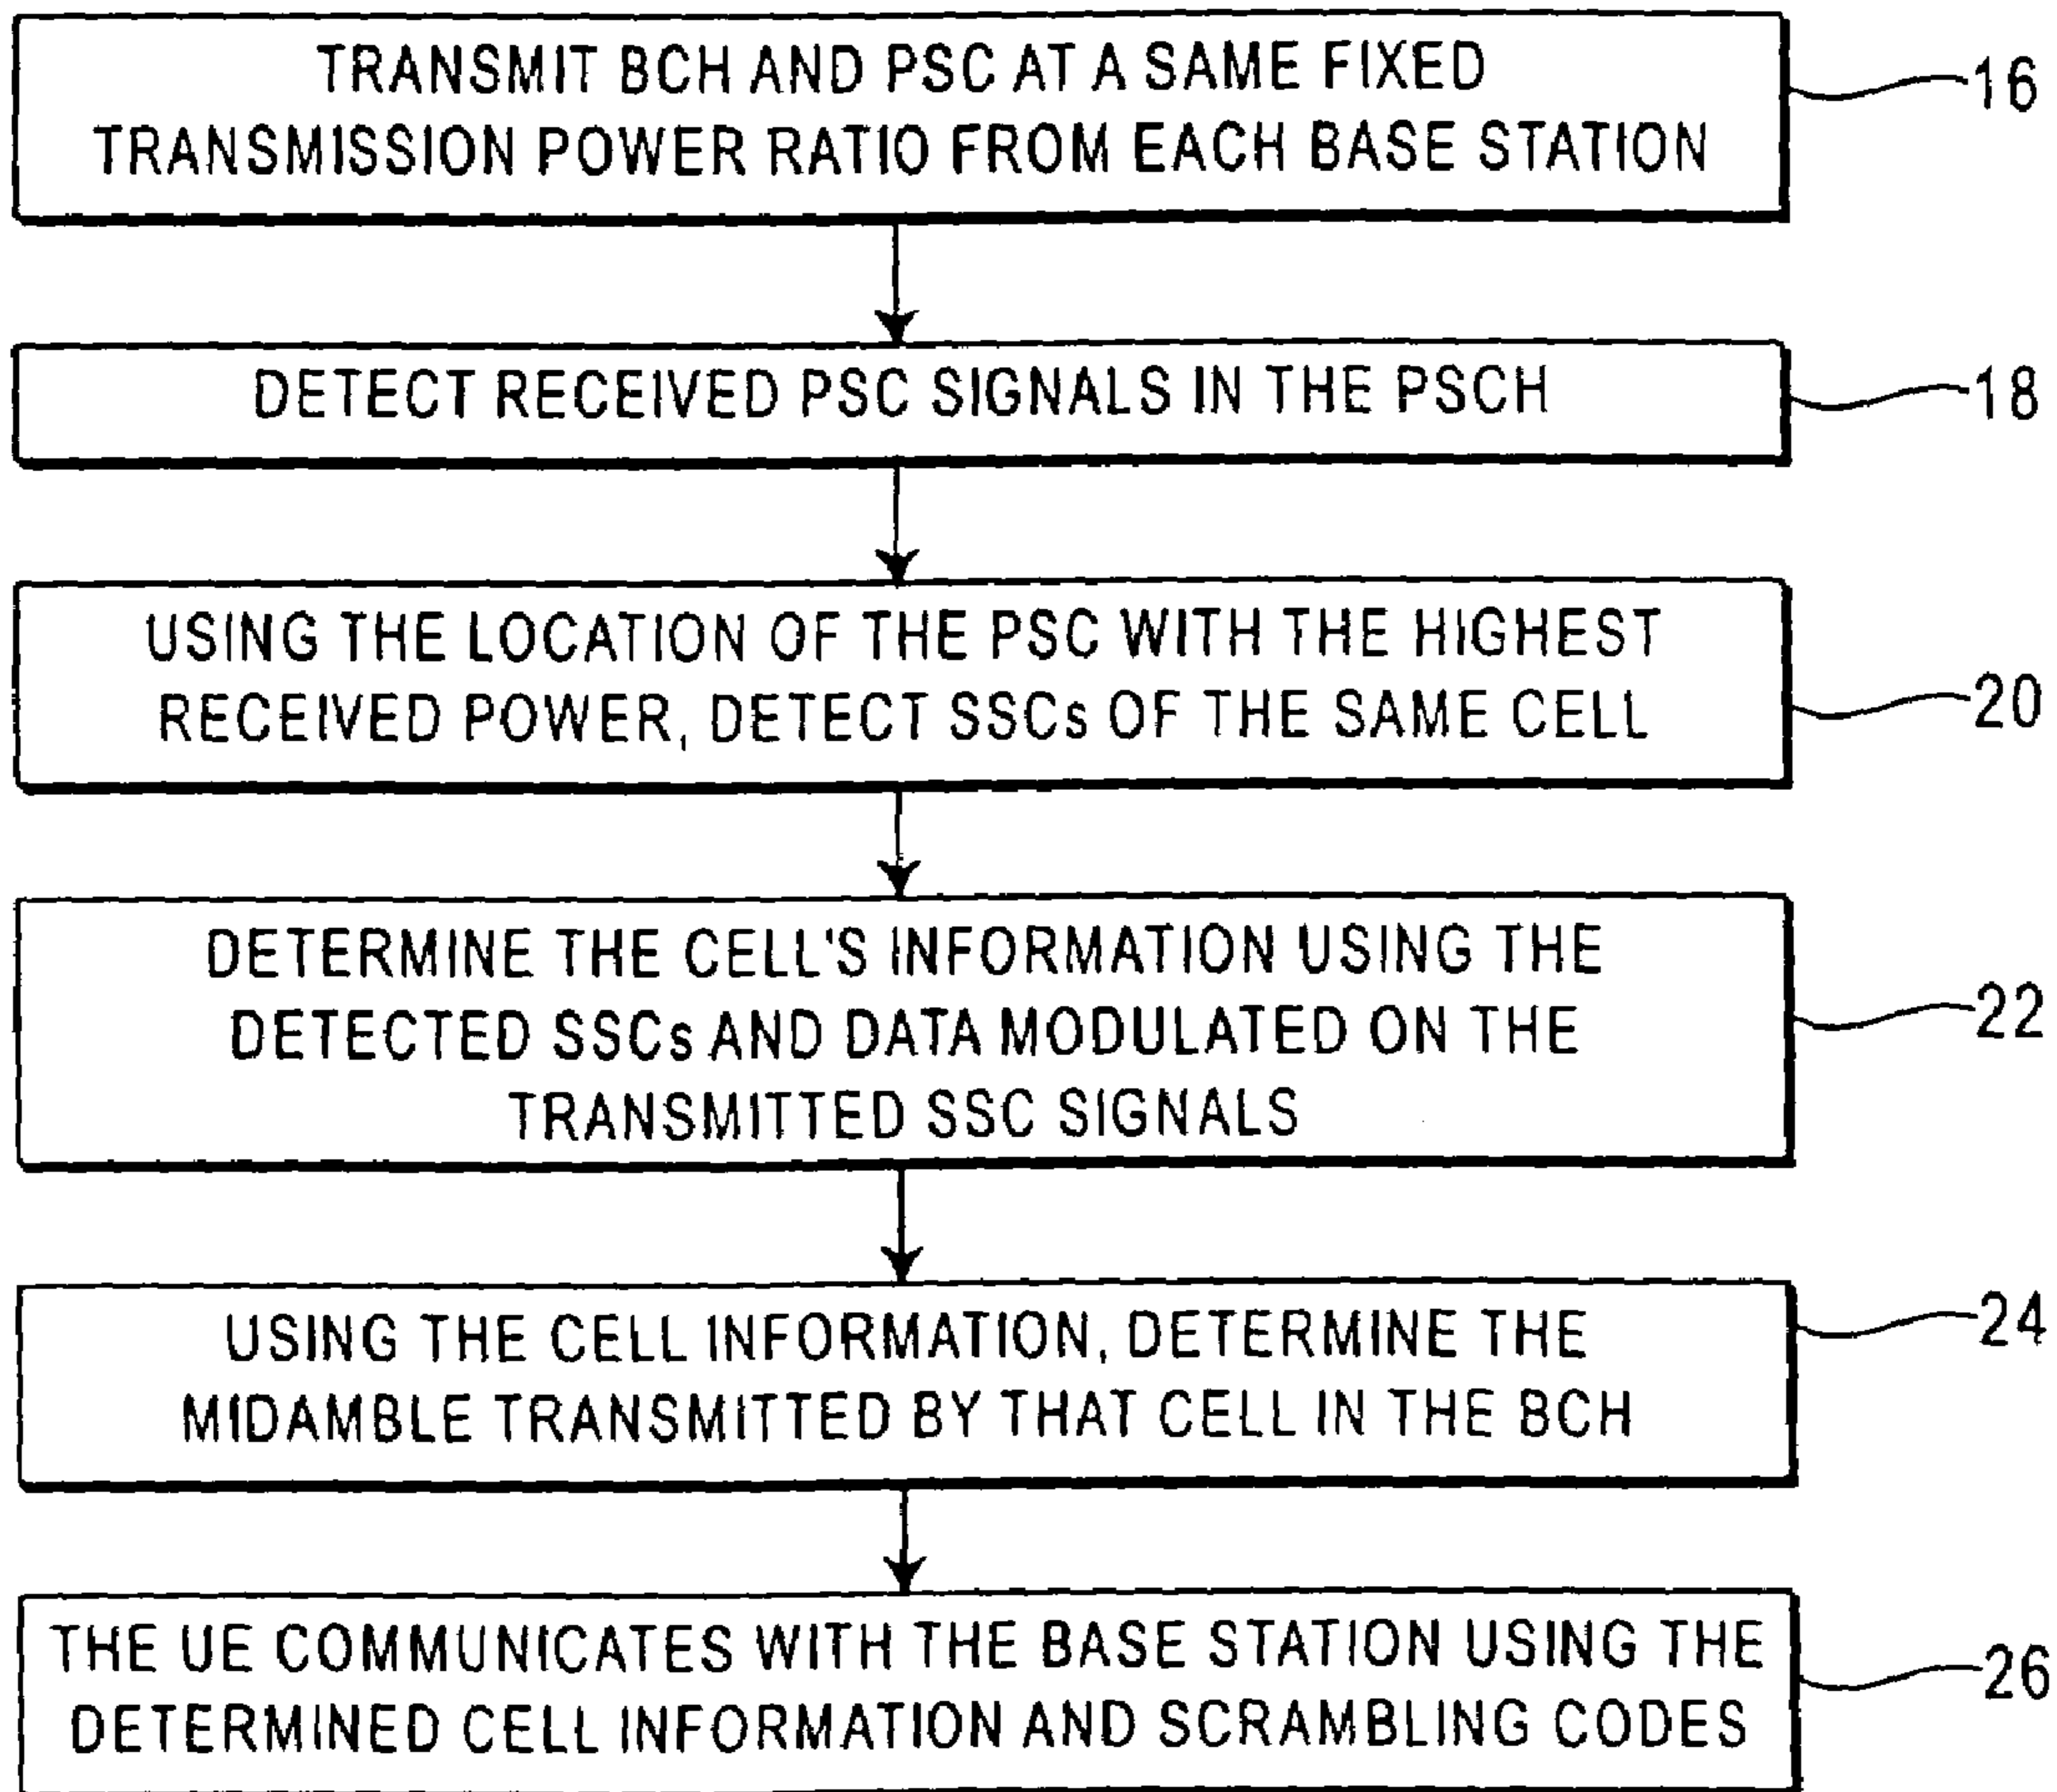 TRANSMIT BCH AND PSC AT A SAME FIXED
TRANSMISSION POWER RATIO FROM EACH BASE STATION
16
DETECT RECEIVED PSC SIGNALS IN THE PSCH
18
USING THE LOCATION OF THE PSC WITH THE HIGHEST
RECEIVED POWER, DETECT SSCs OF THE SAME CELL
20
DETERMINE THE CELL'S INFORMATION USING THE
DETECTED SSCs AND DATA MODULATED ON THE
TRANSMITTED SSC SIGNALS
22
USING THE CELL INFORMATION, DETERMINE THE
MIDAMBLE TRANSMITTED BY THAT CELL IN THE BCH
24
THE UE COMMUNICATES WITH THE BASE STATION USING THE
DETERMINED CELL INFORMATION AND SCRAMBLING CODES
26